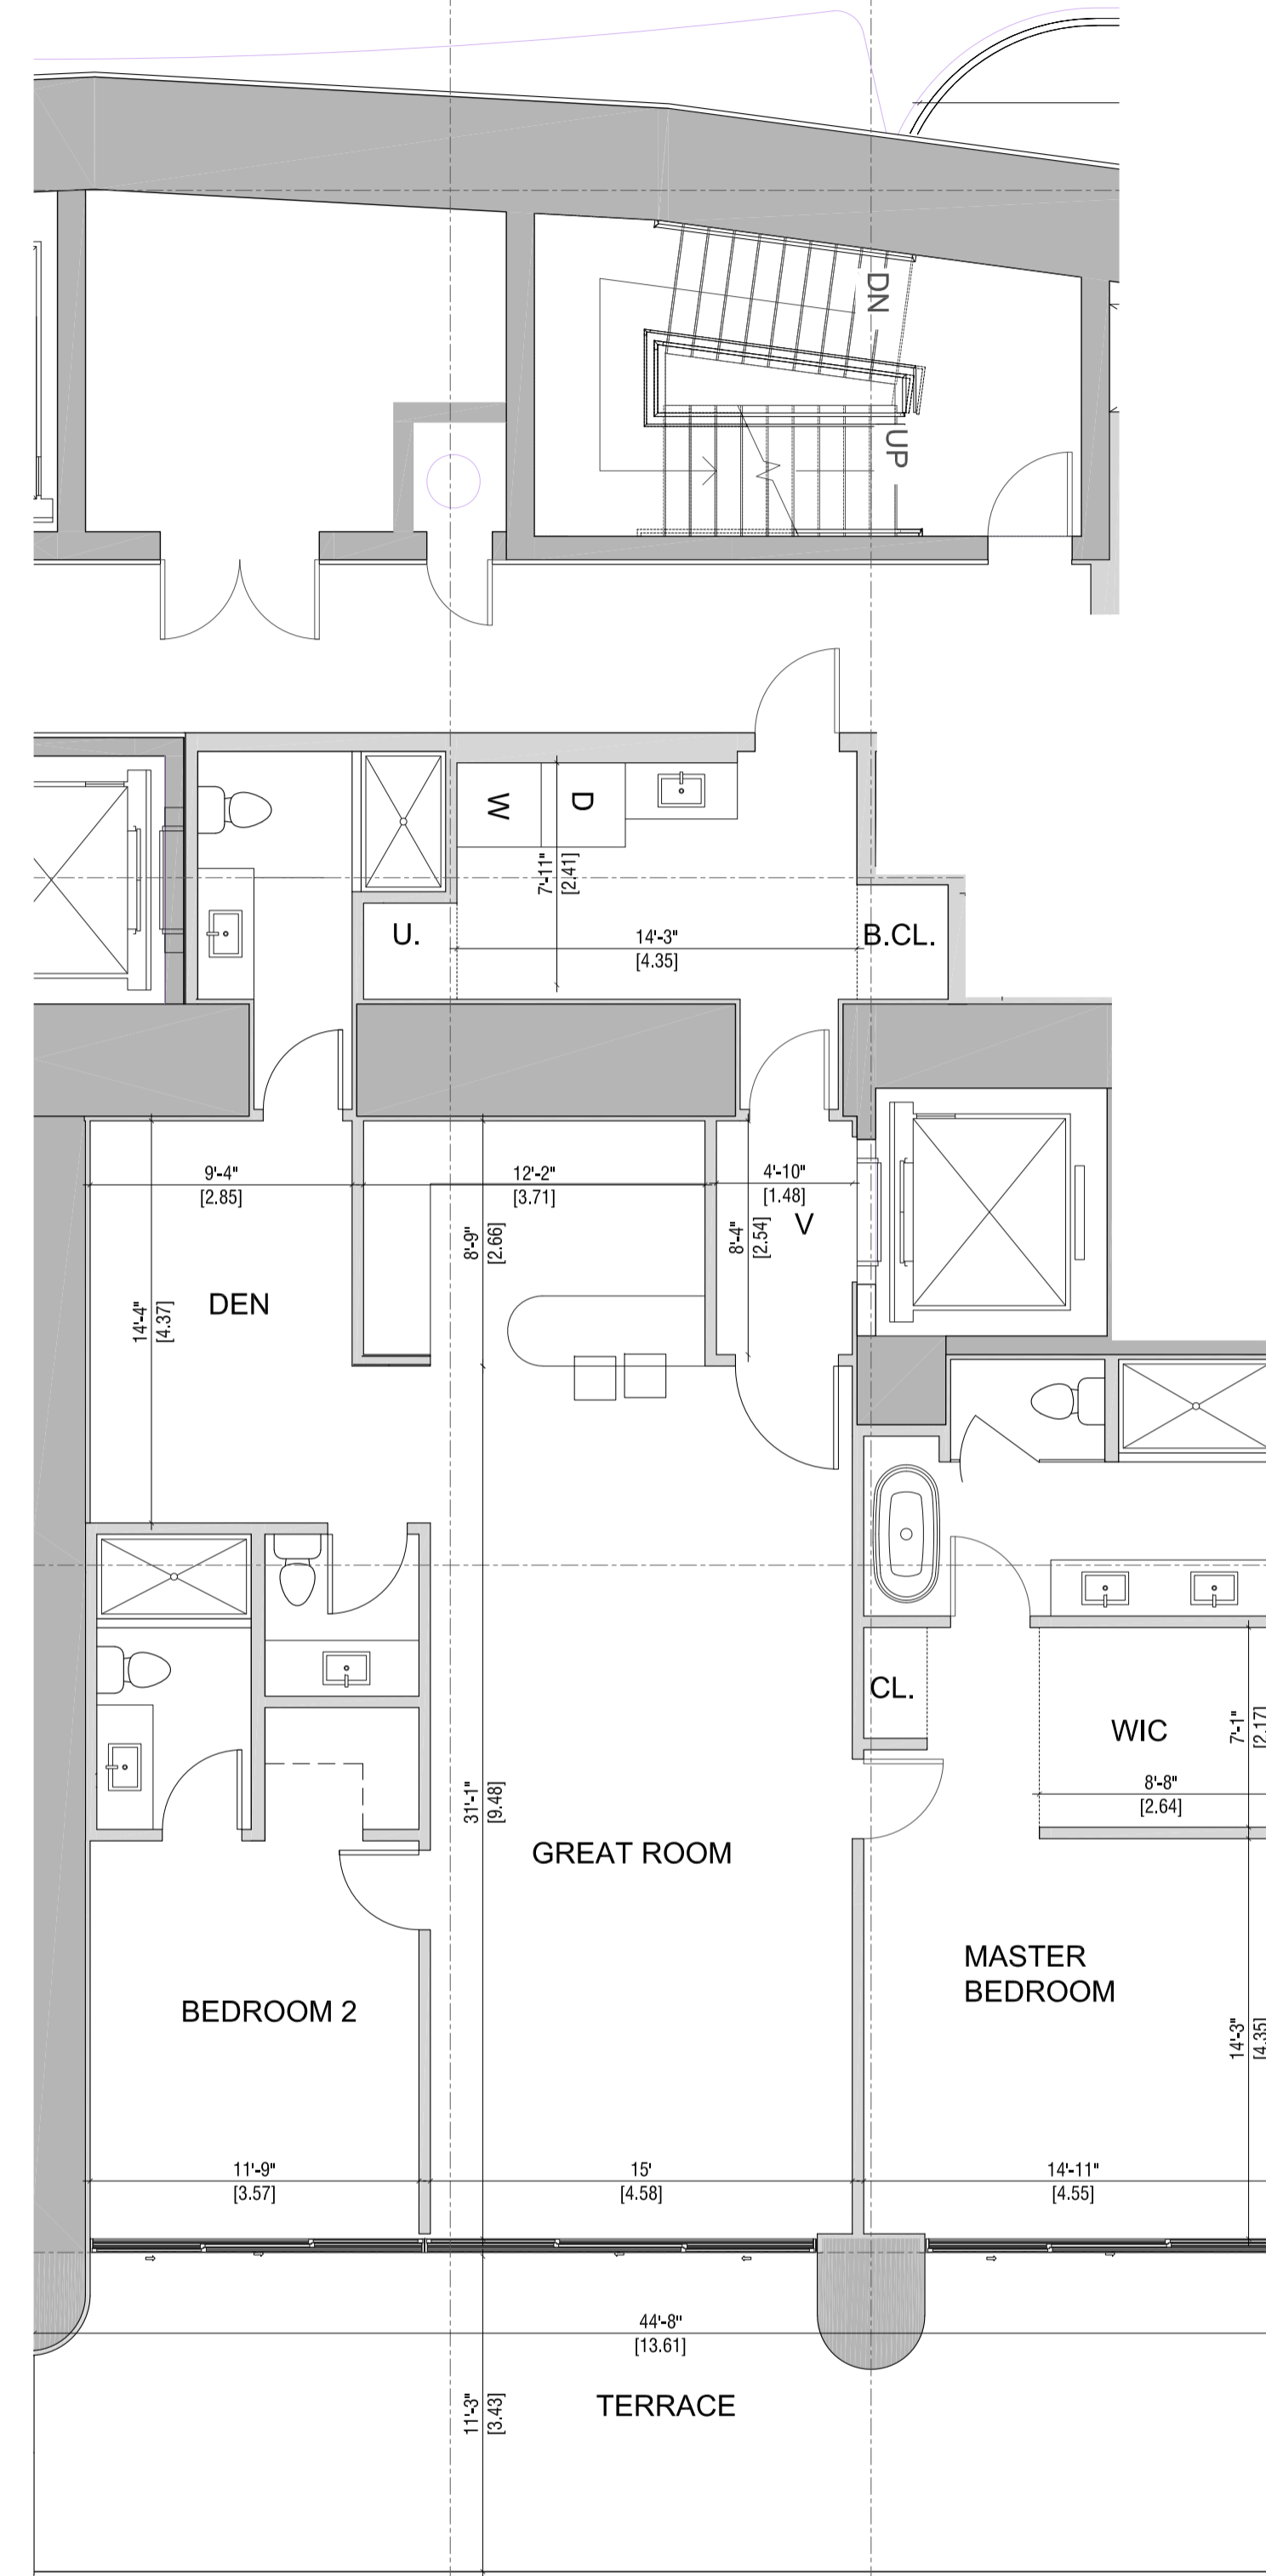 DN
UP
W
D
7'-11"
[2.41]
U.
14'-3"
[4.35]
B.CL.
9'-4"
[2.85]
12'-2"
[3.71]
4'-10"
[1.48]
V
8'-9"
[2.66]
8'-4"
[2.54]
DEN
14'-4"
[4.37]
CL.
WIC
7'-1"
[2.17]
8'-8"
[2.64]
31'-1"
[9.48]
GREAT ROOM
MASTER
BEDROOM
BEDROOM 2
14'-3"
[4.35]
11'-9"
[3.57]
15'
[4.58]
14'-11"
[4.55]
44'-8"
[13.61]
11'-3"
[3.43]
TERRACE